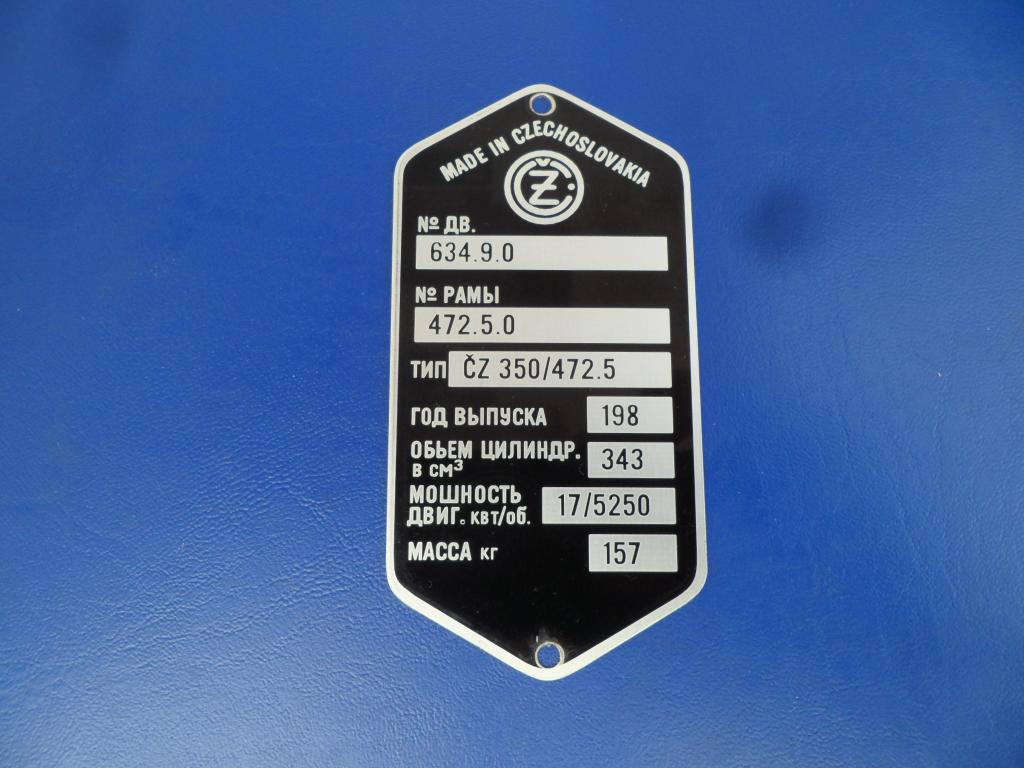 MADE IN CZECHOSLOVAKIA
ČZ
№ ДВ.
634.9.0
№ РАМЫ
472.5.0
ТИП ČZ 350/472.5
ГОД ВЫПУСКА 198
ОБЬЕМ ЦИЛИНДР.
В СМ³ 343
МОШНОСТЬ
ДВИГ. КВТ/ОБ. 17/5250
МАССА КГ 157